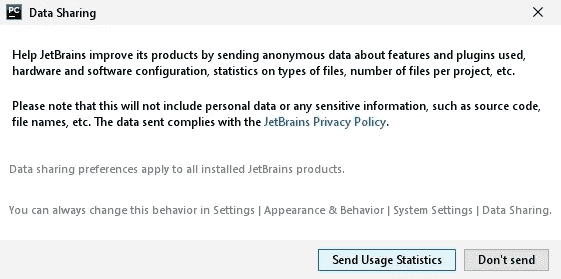 PC Data Sharing
Help JetBrains improve its products by sending anonymous data about features and plugins used,
hardware and software configuration, statistics on types of files, number of files per project, etc.
Please note that this will not include personal data or any sensitive information, such as source code,
file names, etc. The data sent complies with the JetBrains Privacy Policy.
Data sharing preferences apply to all installed JetBrains products.
You can always change this behavior in Settings | Appearance & Behavior | System Settings | Data Sharing.
Send Usage Statistics Don't send